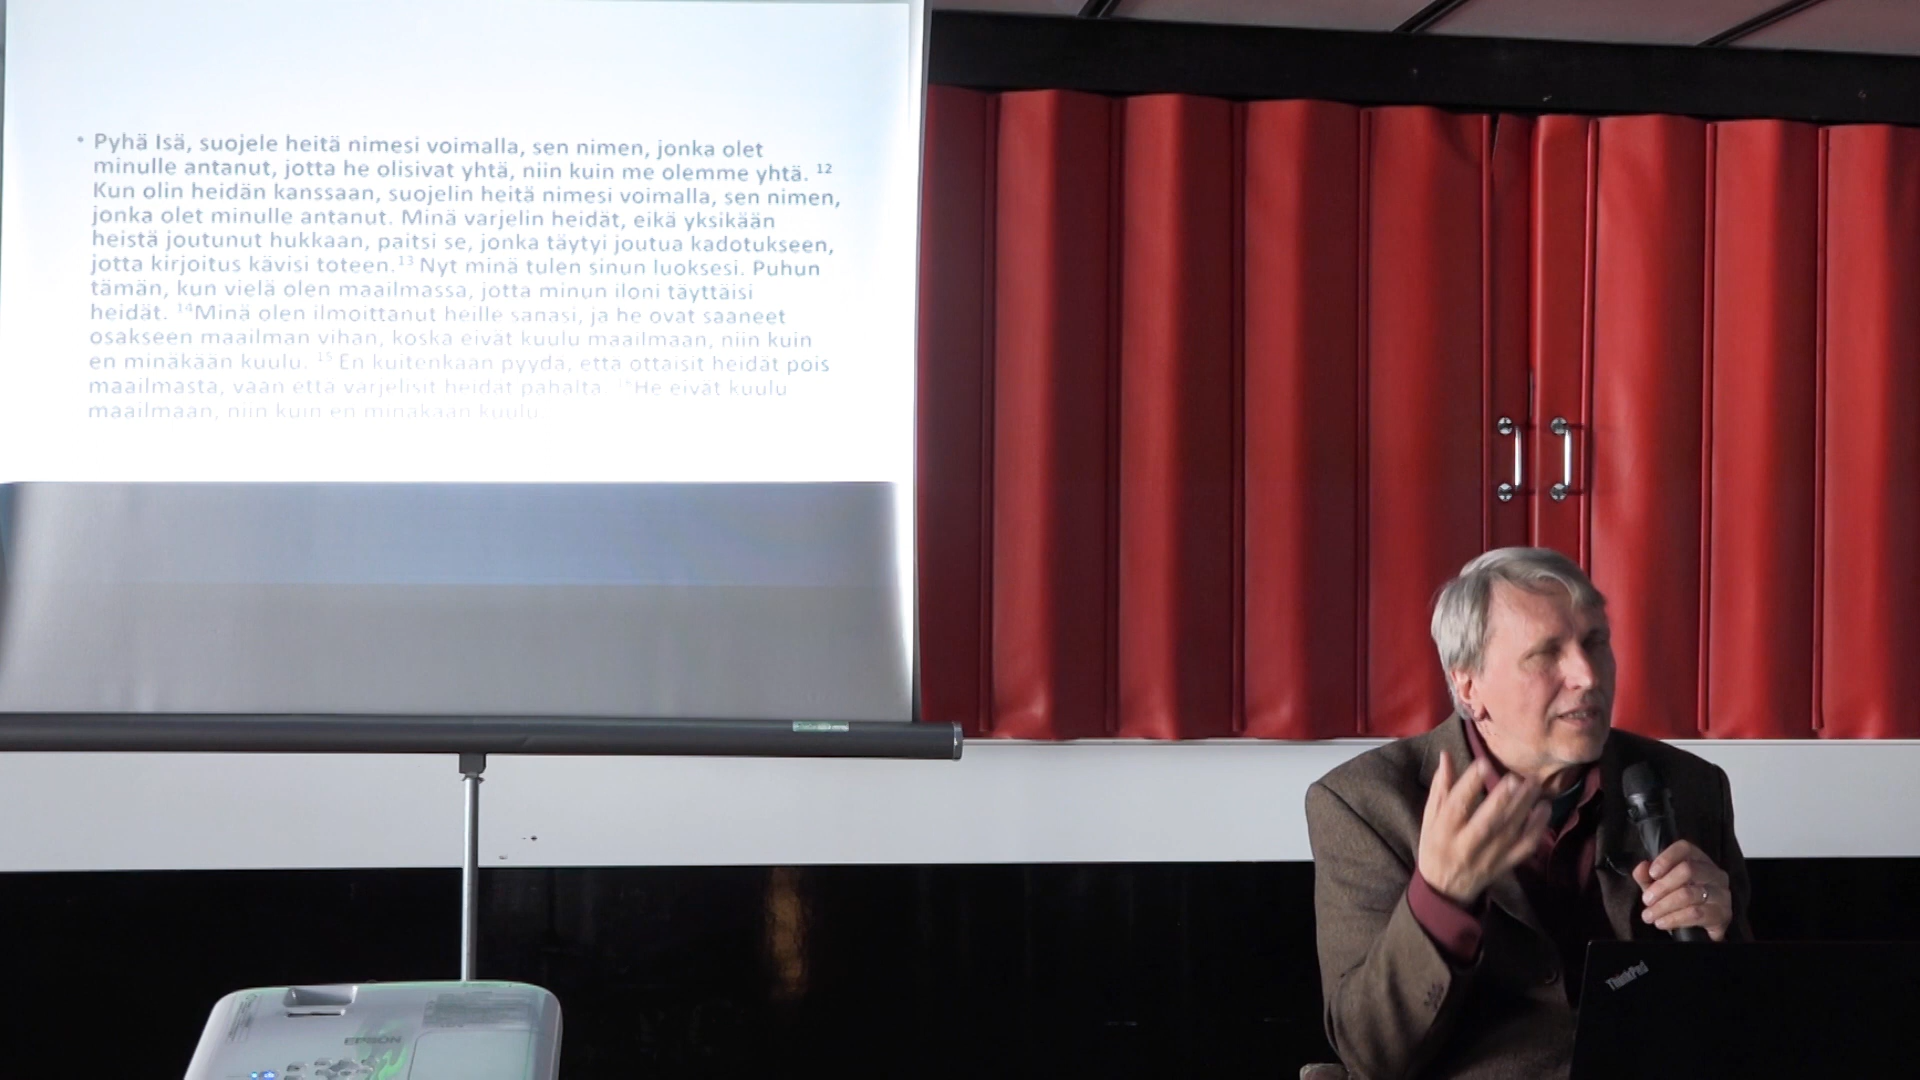 • Pyhä Isä, suojele heitä nimesi voimalla, sen nimen, jonka olet
minulle antanut, jotta he olisivat yhtä, niin kuin me olemme yhtä. 12
Kun olin heidän kanssaan, suojelin heitä nimesi voimalla, sen nimen,
jonka olet minulle antanut. Minä varjelin heidät, eikä yksikään
heistä joutunut hukkaan, paitsi se, jonka täytyi joutua kadotukseen,
jotta kirjoitus kävisi toteen.13 Nyt minä tulen sinun luoksesi. Puhun
tämän, kun vielä olen maailmassa, jotta minun iloni täyttäisi
heidät. 14Minä olen ilmoittanut heille sanasi, ja he ovat saaneet
osakseen maailman vihan, koska eivät kuulu maailmaan, niin kuin
en minäkään kuulu. 15 En kuitenkaan pyydä, että ottaisit heidät pois
maailmasta, vaan että varjelisit heidät pahalta. He eivät kuulu
maailmaan, niin kuin en minäkään kuulu.
ThinkPad
EPSON